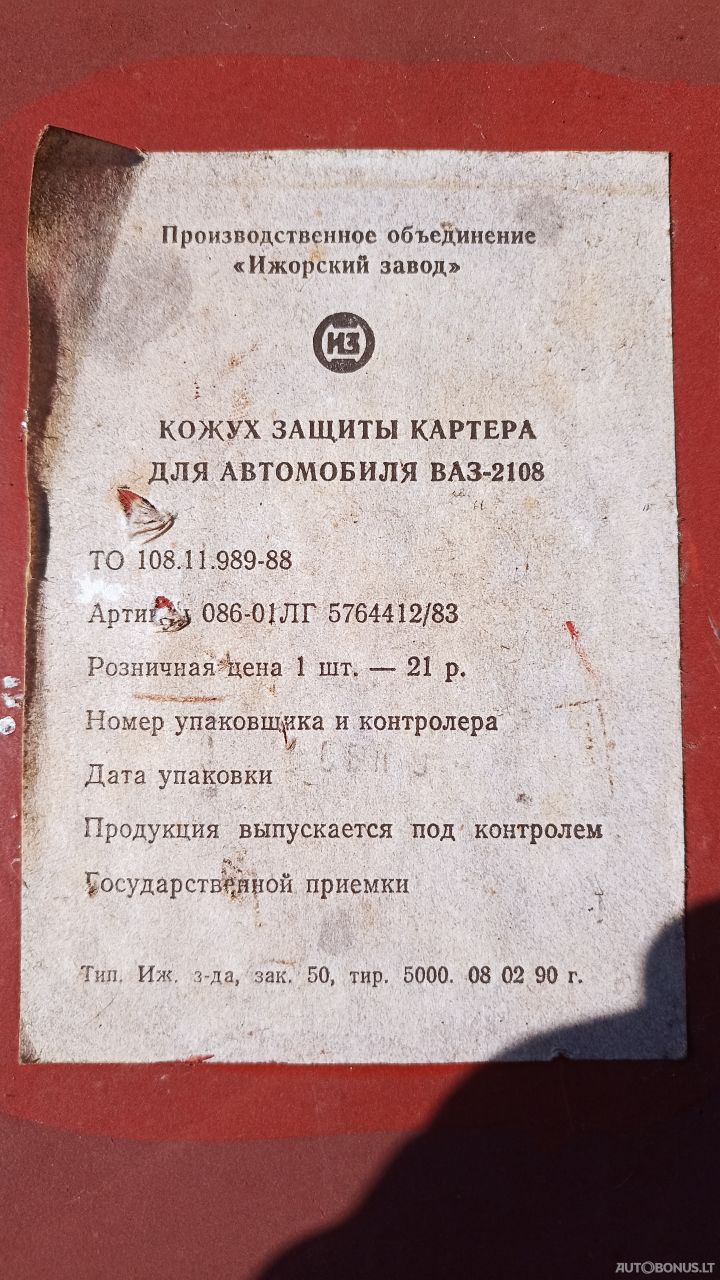 Производственное объединение
«Ижорский завод»
ИЗ
КОЖУХ ЗАЩИТЫ КАРТЕРА
ДЛЯ АВТОМОБИЛЯ ВАЗ-2108
ТО 108.11.989-88
086-01ЛГ 5764412/83
Розничная цена 1 шт. — 21 р.
Номер упаковщика и контролера
Дата упаковки
Продукция выпускается под контролем
Государственной приемки
Тип. Иж. з-да, зак. 50, тир. 5000. 08 02 90 г.
AUTOBONUS.LT